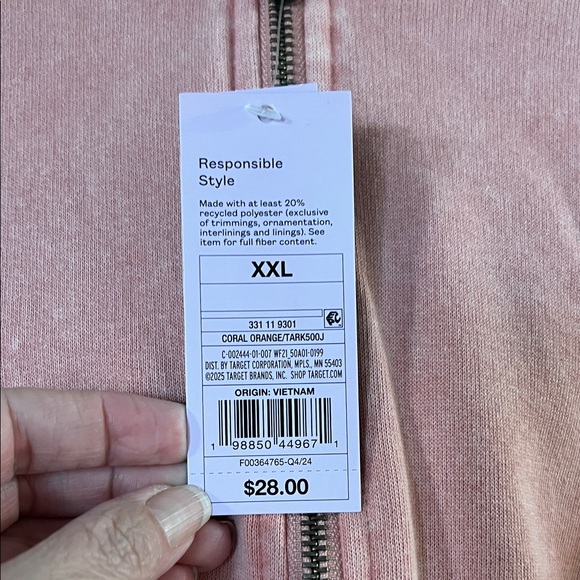 Responsible
Style
Made with at least 20%
recycled polyester (exclusive
of trimmings, ornamentation,
interlinings and linings). See
item for full fiber content.
XXL
331 11 9301
CORAL ORANGE/TARK500J
C-002444-01-007 WF21_50A01-0199
DIST. BY TARGET CORPORATION, MPLS, MN 55403
©2025 TARGET BRANDS, INC. SHOP TARGET.COM
ORIGIN: VIETNAM
1 98850 44967 1
F00364765-Q4/24
$28.00